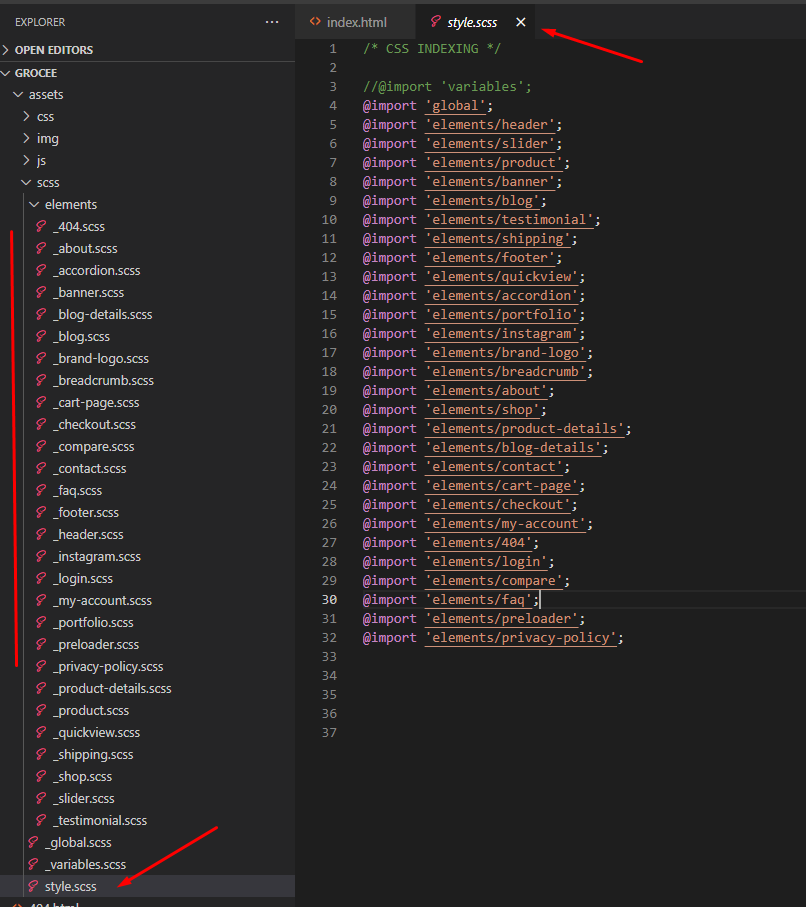 EXPLORER
...
OPEN EDITORS
GROCEE
assets
css
img
js
scss
elements
_404.scss
_about.scss
_accordion.scss
_banner.scss
_blog-details.scss
_blog.scss
_brand-logo.scss
_breadcrumb.scss
_cart-page.scss
_checkout.scss
_compare.scss
_contact.scss
_faq.scss
_footer.scss
_header.scss
_instagram.scss
_login.scss
_my-account.scss
_portfolio.scss
_preloader.scss
_privacy-policy.scss
_product-details.scss
_product.scss
_quickview.scss
_shipping.scss
_shop.scss
_slider.scss
_testimonial.scss
_global.scss
_variables.scss
style.scss
404.html
index.html
style.scss
1 /* CSS INDEXING */
2
3 //@import 'variables';
4 @import 'global';
5 @import 'elements/header';
6 @import 'elements/slider';
7 @import 'elements/product';
8 @import 'elements/banner';
9 @import 'elements/blog';
10 @import 'elements/testimonial';
11 @import 'elements/shipping';
12 @import 'elements/footer';
13 @import 'elements/quickview';
14 @import 'elements/accordion';
15 @import 'elements/portfolio';
16 @import 'elements/instagram';
17 @import 'elements/brand-logo';
18 @import 'elements/breadcrumb';
19 @import 'elements/about';
20 @import 'elements/shop';
21 @import 'elements/product-details';
22 @import 'elements/blog-details';
23 @import 'elements/contact';
24 @import 'elements/cart-page';
25 @import 'elements/checkout';
26 @import 'elements/my-account';
27 @import 'elements/404';
28 @import 'elements/login';
29 @import 'elements/compare';
30 @import 'elements/faq';
31 @import 'elements/preloader';
32 @import 'elements/privacy-policy';
33
34
35
36
37